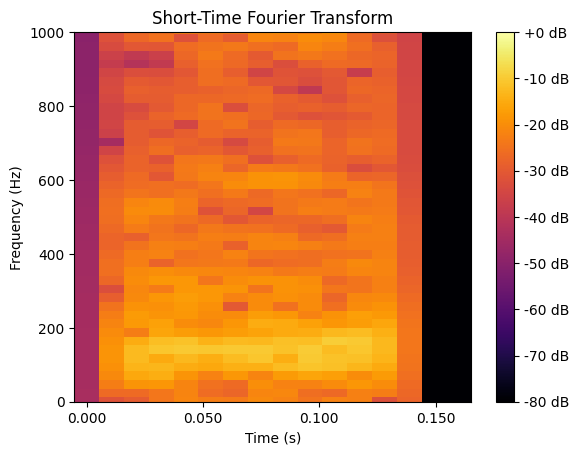 Short-Time Fourier Transform
1000
800
600
400
200
0
Frequency (Hz)
0.000
0.050
0.100
0.150
Time (s)
+0 dB
-10 dB
-20 dB
-30 dB
-40 dB
-50 dB
-60 dB
-70 dB
-80 dB